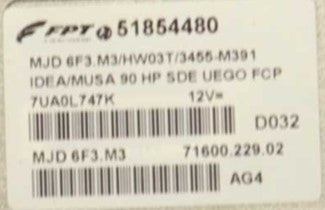 FPT 51854480
MJD 6F3.M3/HW03T/3455-M391
IDEA/MUSA 90 HP SDE UEGO FCP
7UA0L747K 12V=
D032
MJD 6F3.M3 71600.229.02
AG4